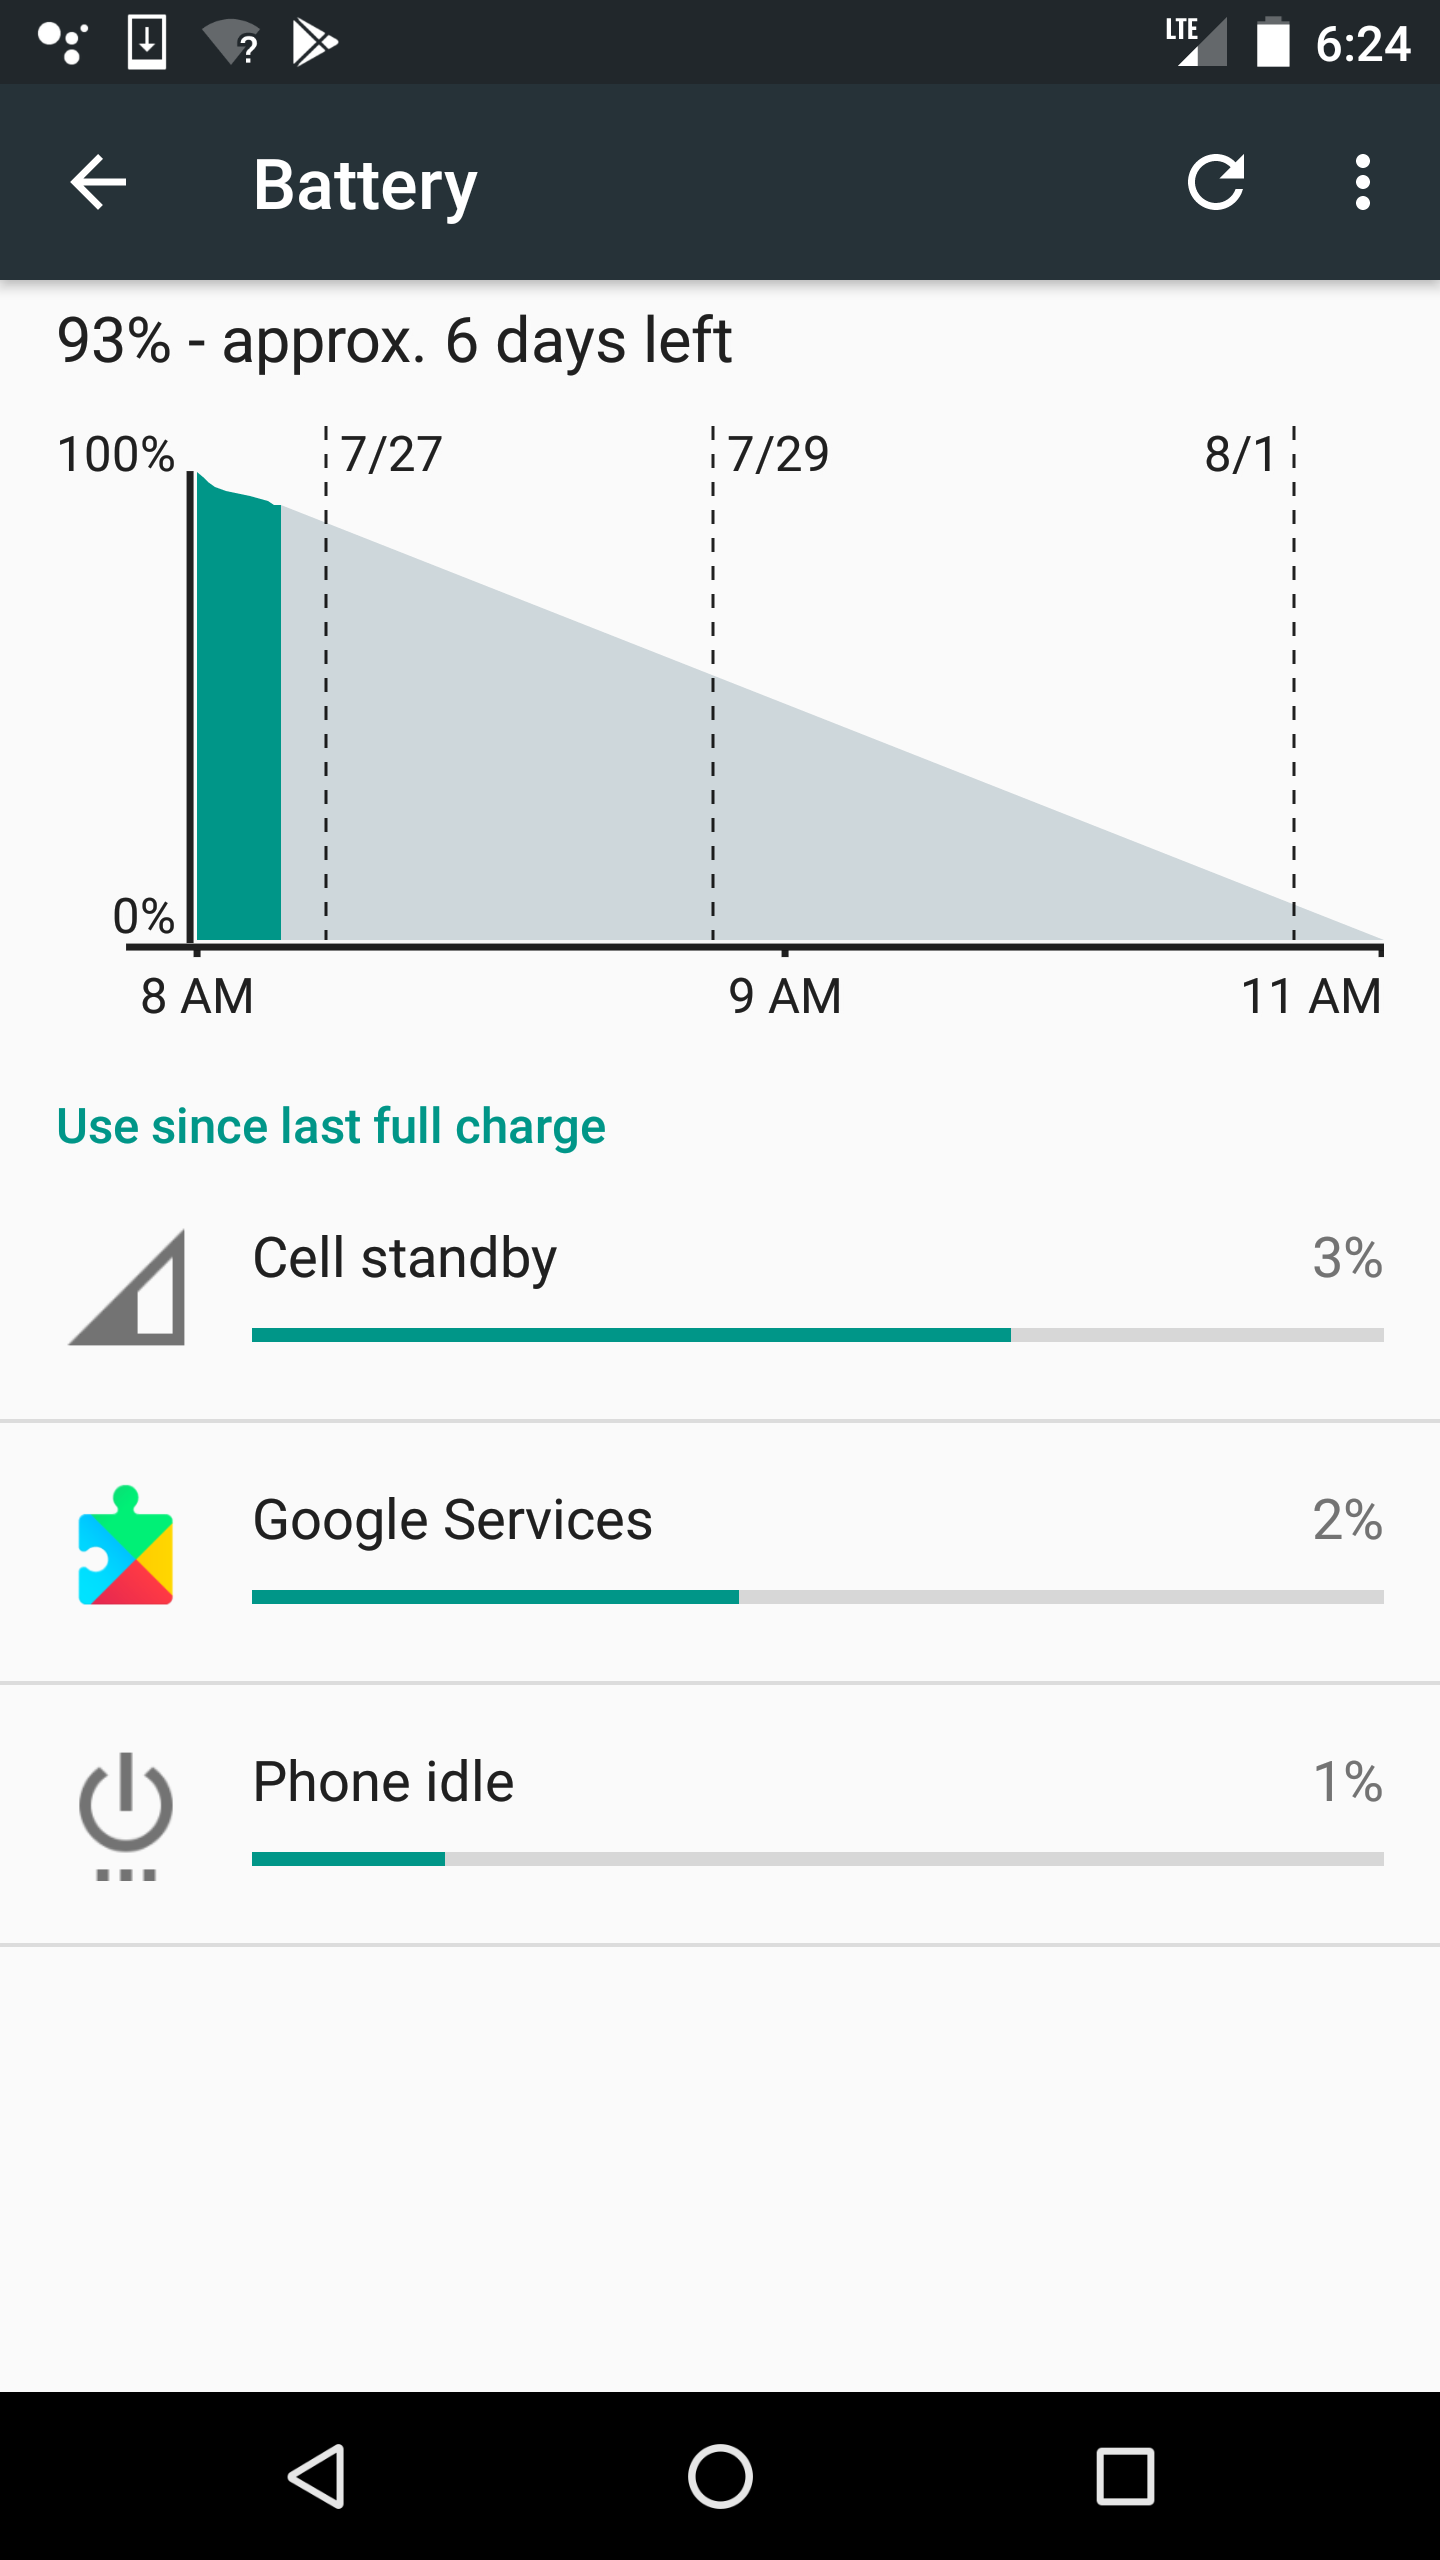 LTE 6:24
Battery
93% - approx. 6 days left
100% 7/27 7/29 8/1
0%
8 AM 9 AM 11 AM
Use since last full charge
Cell standby 3%
Google Services 2%
Phone idle 1%